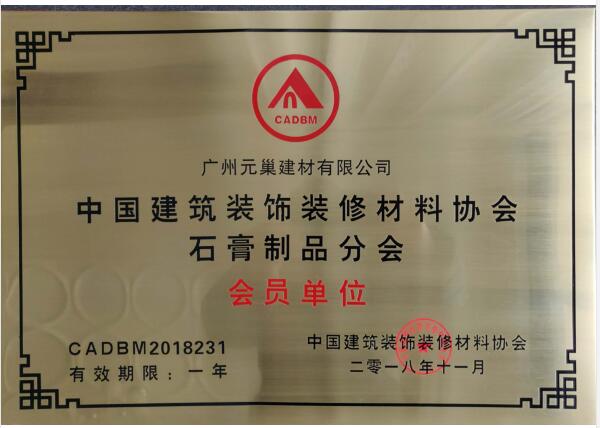 CADBM
广州元巢建材有限公司
中国建筑装饰装修材料协会
石膏制品分会
会员单位
CADBM2018231
有效期限：一年
中国建筑装饰装修材料协会
二零一八年十一月